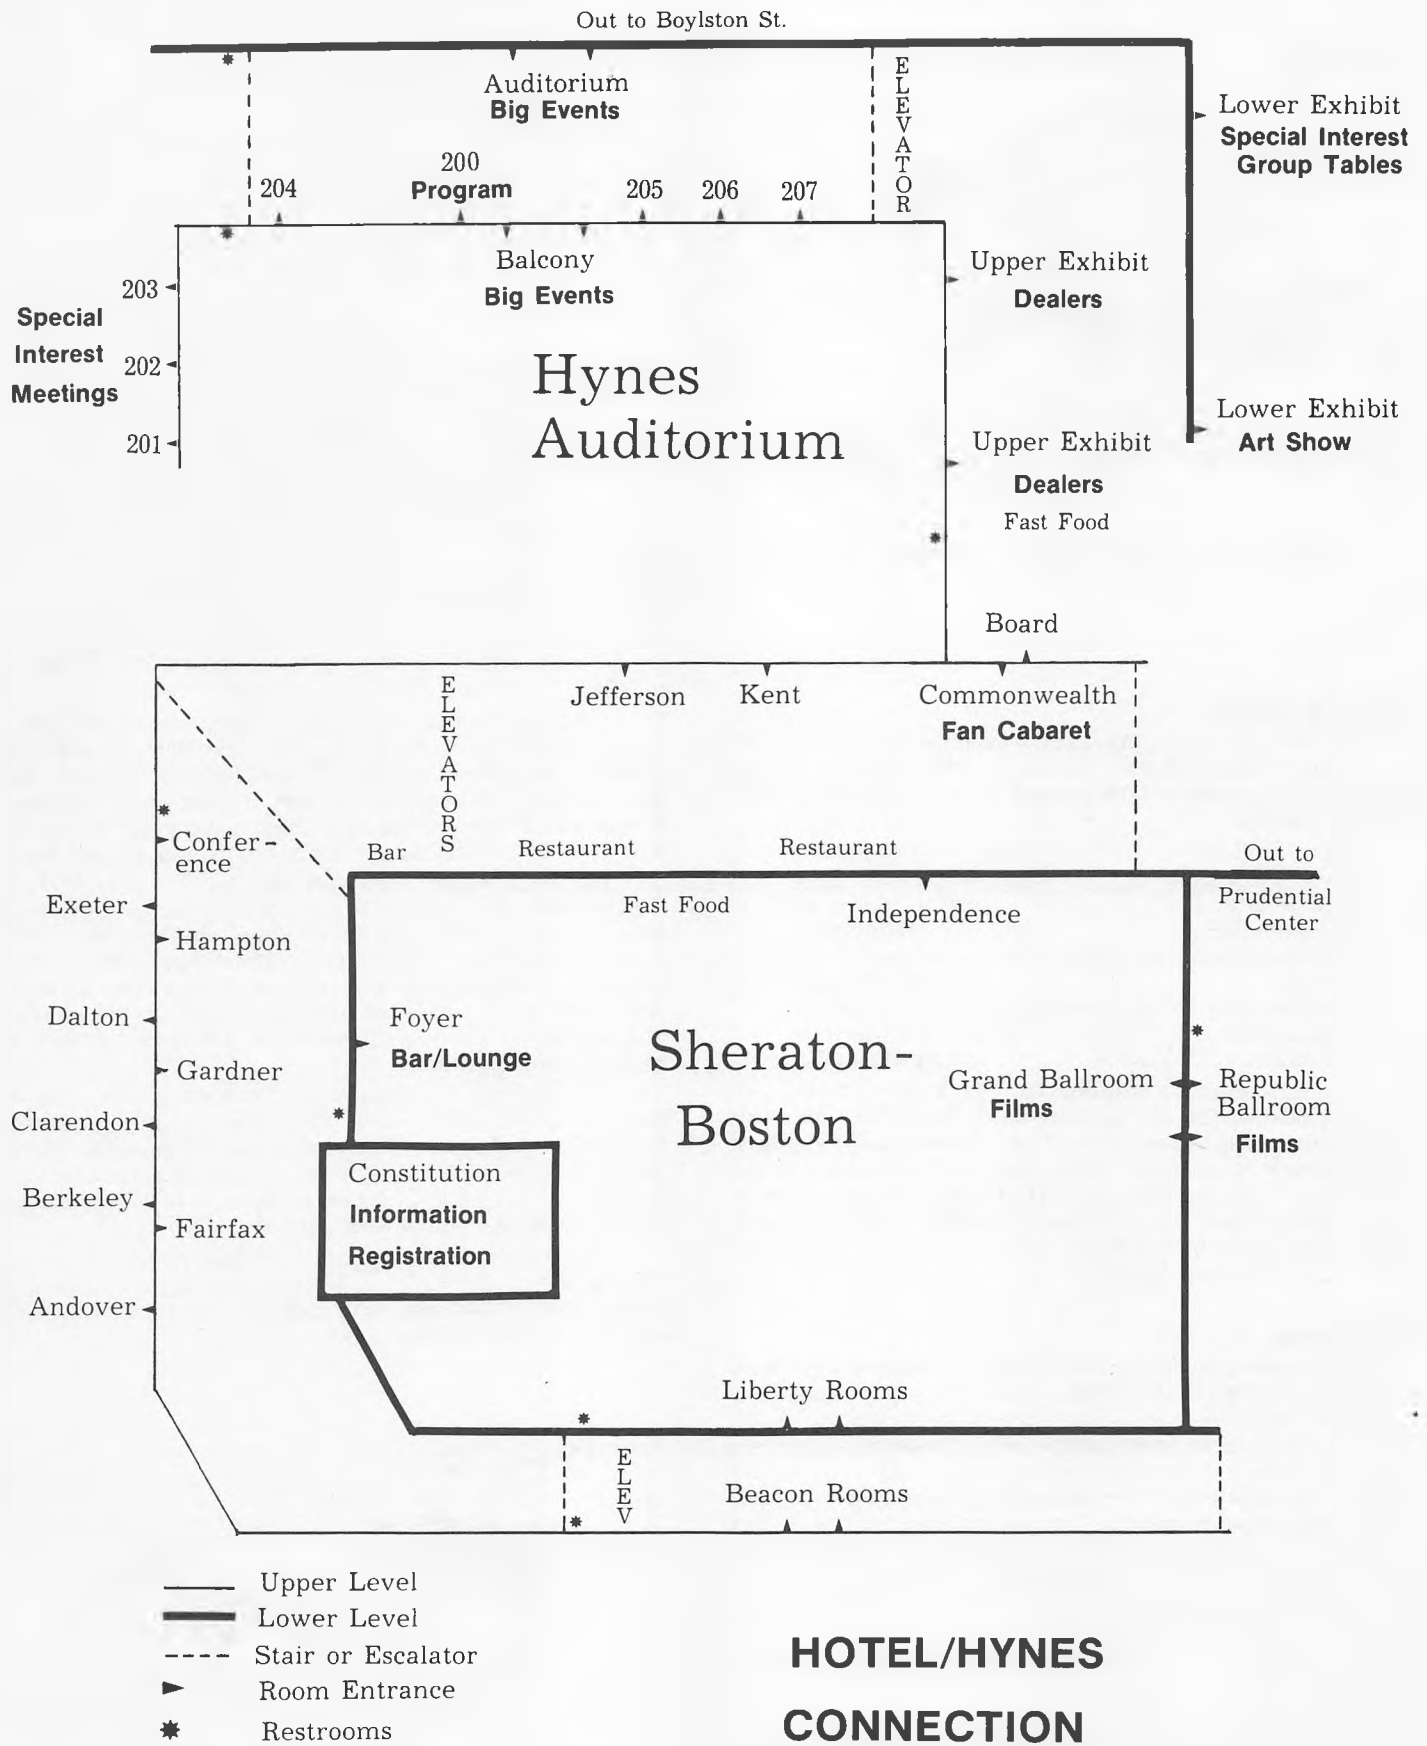 Out to Boylston St.
Auditorium
Big Events
ELEVATOR
Lower Exhibit
Special Interest
Group Tables
204
200
Program
205
206
207
Balcony
Big Events
Upper Exhibit
Dealers
203
Special
Interest
Meetings
202
201
Hynes
Auditorium
Lower Exhibit
Art Show
Upper Exhibit
Dealers
Fast Food
Board
ELEVATORS
Jefferson
Kent
Commonwealth
Fan Cabaret
Confer-
ence
Bar
Restaurant
Restaurant
Out to
Prudential
Center
Exeter
Hampton
Fast Food
Independence
Dalton
Gardner
Foyer
Bar/Lounge
Sheraton-
Boston
Grand Ballroom
Films
Republic
Ballroom
Films
Clarendon
Berkeley
Fairfax
Andover
Constitution
Information
Registration
Liberty Rooms
ELEV
Beacon Rooms
Upper Level
Lower Level
Stair or Escalator
Room Entrance
Restrooms
HOTEL/HYNES
CONNECTION